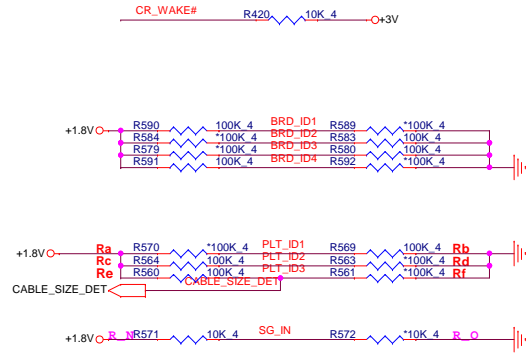 CR_WAKE# R420 10K_4 +3V
+1.8V R590 100K_4 BRD_ID1 R589 *100K_4
R584 *100K_4 BRD_ID2 R583 100K_4
R579 *100K_4 BRD_ID3 R580 100K_4
R591 100K_4 BRD_ID4 R592 *100K_4
+1.8V Ra R570 *100K_4 PLT_ID1 R569 100K_4 Rb
Rc R564 100K_4 PLT_ID2 R563 *100K_4 Rd
Re R560 100K_4 PLT_ID3 R561 *100K_4 Rf
CABLE_SIZE_DET CABLE_SIZE_DET
+1.8V R_N R571 10K_4 SG_IN R572 *10K_4 R_O